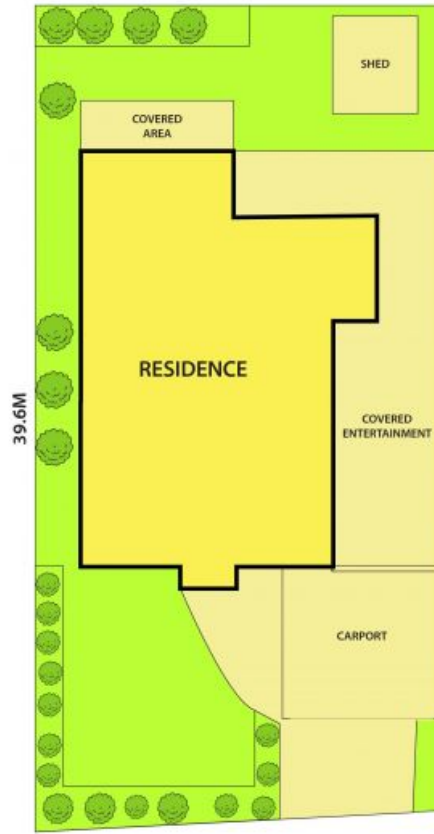 SHED
COVERED
AREA
RESIDENCE
39.6M
COVERED
ENTERTAINMENT
CARPORT